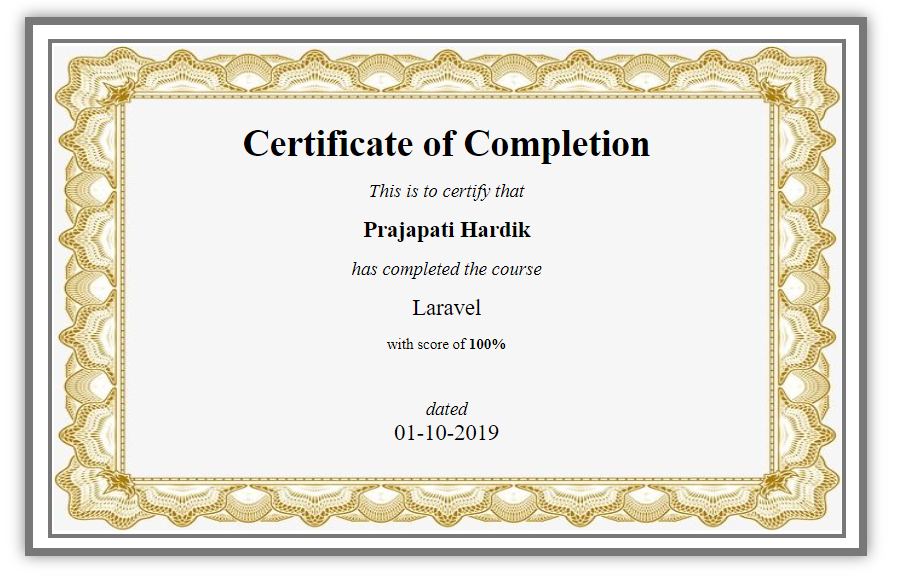 Certificate of Completion
This is to certify that
Prajapati Hardik
has completed the course
Laravel
with score of 100%
dated
01-10-2019